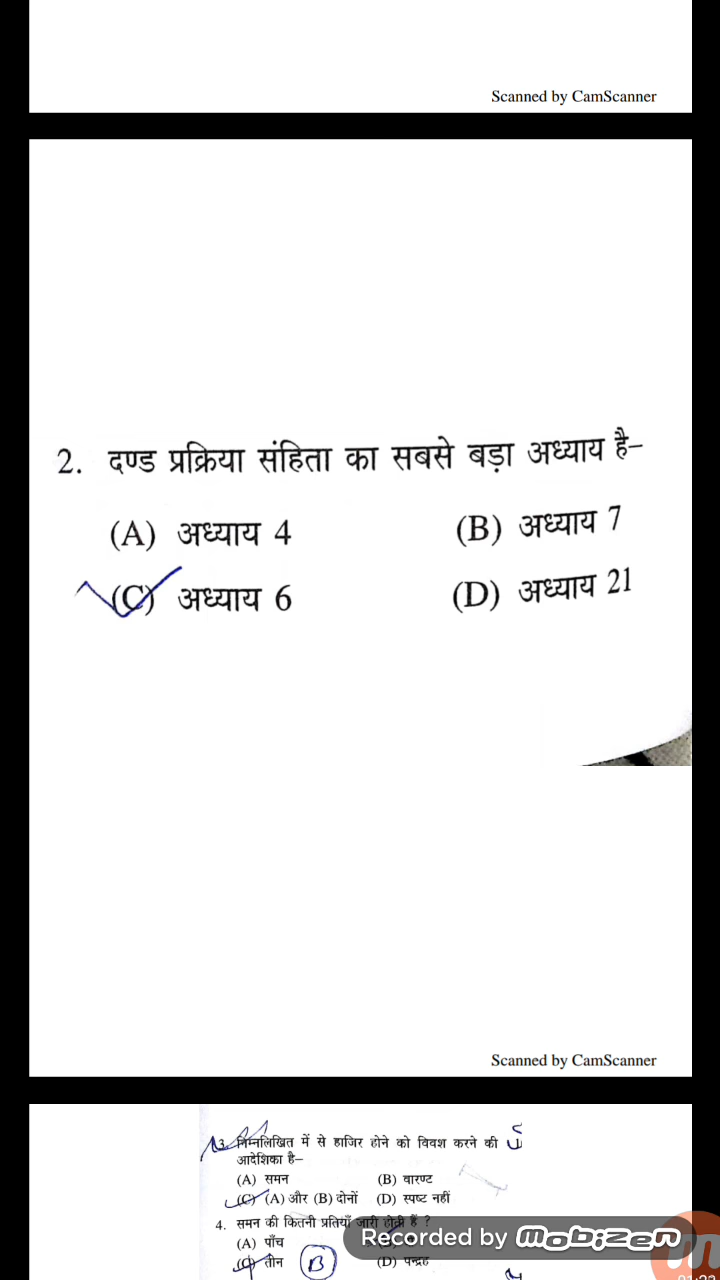 Scanned by CamScanner
2. दण्ड प्रक्रिया संहिता का सबसे बड़ा अध्याय है–
(A) अध्याय 4 (B) अध्याय 7
(C) अध्याय 6 (D) अध्याय 21
Scanned by CamScanner
3. निम्नलिखित में से हाजिर होने को विवश करने की
आदेशिका है–
(A) समन (B) वारण्ट
(C) (A) और (B) दोनों (D) स्पष्ट नहीं
4. समन की कितनी प्रतियाँ जारी होती हैं ?
(A) पाँच
Recorded by mobizen
(C) तीन B (D) पन्द्रह